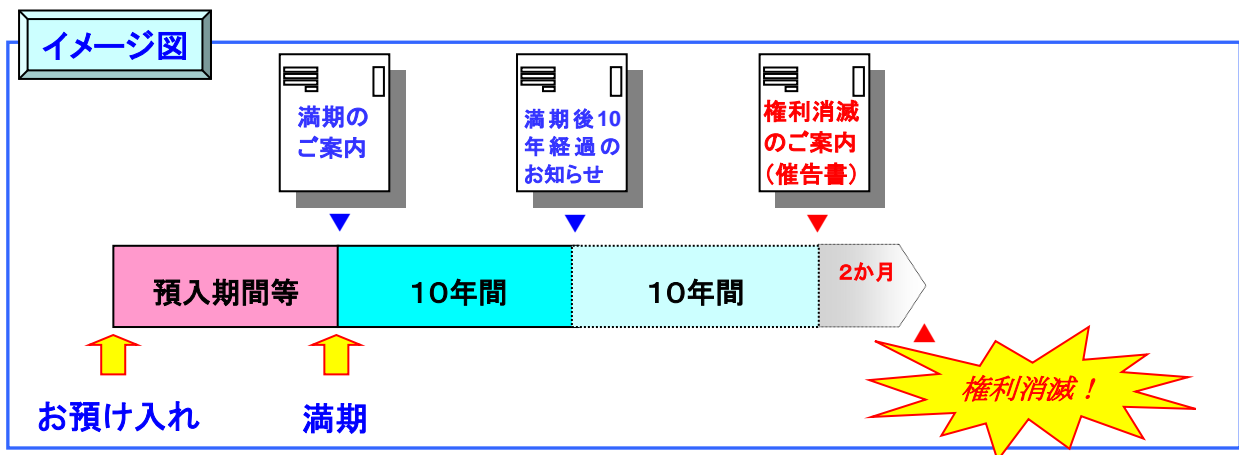 イメージ図
満期の
ご案内
満期後10
年経過の
お知らせ
権利消滅
のご案内
(催告書)
預入期間等
10年間
10年間
2か月
お預け入れ
満期
権利消滅!